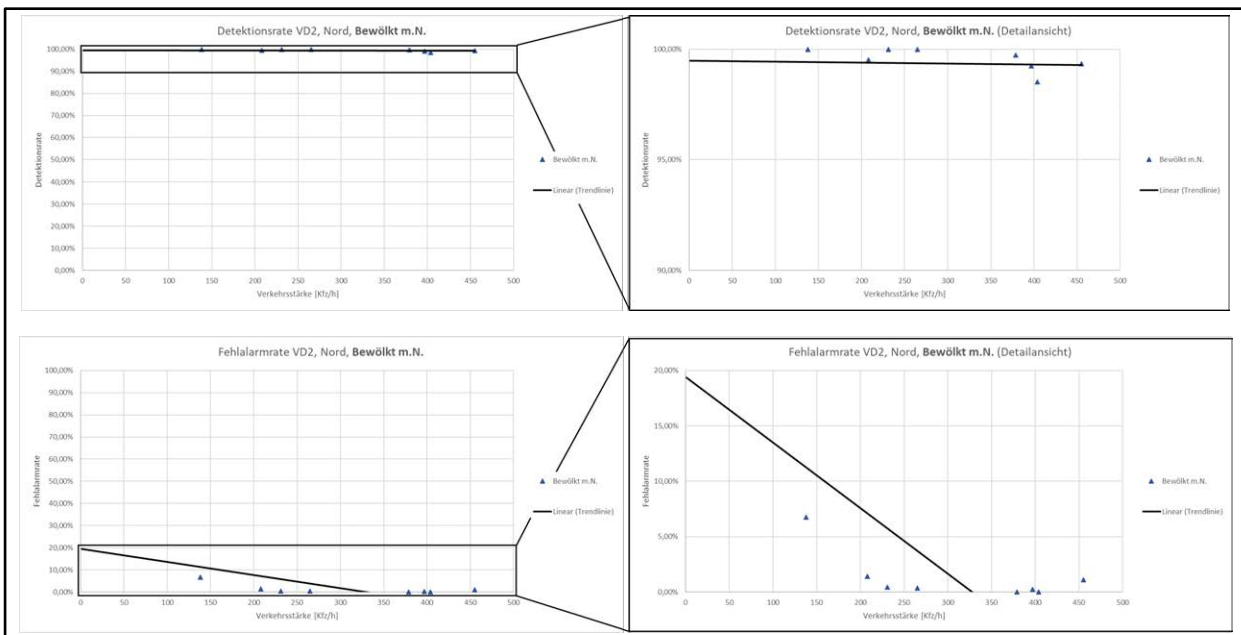 Detektionsrate VD2, Nord, Bewölkt m.N.
100,00%
90,00%
80,00%
70,00%
60,00%
50,00%
40,00%
30,00%
20,00%
10,00%
0,00%
Detektionsrate
0 50 100 150 200 250 300 350 400 450 500
Verkehrsstärke [Kfz/h]
Bewölkt m.N.
Linear (Trendlinie)
Detektionsrate VD2, Nord, Bewölkt m.N. (Detailansicht)
100,00%
95,00%
90,00%
Detektionsrate
0 50 100 150 200 250 300 350 400 450 500
Verkehrsstärke [Kfz/h]
Bewölkt m.N.
Linear (Trendlinie)
Fehlalarmrate VD2, Nord, Bewölkt m.N.
100,00%
90,00%
80,00%
70,00%
60,00%
50,00%
40,00%
30,00%
20,00%
10,00%
0,00%
Fehlalarmrate
0 50 100 150 200 250 300 350 400 450 500
Verkehrsstärke [Kfz/h]
Bewölkt m.N.
Linear (Trendlinie)
Fehlalarmrate VD2, Nord, Bewölkt m.N. (Detailansicht)
20,00%
15,00%
10,00%
5,00%
0,00%
Fehlalarmrate
0 50 100 150 200 250 300 350 400 450 500
Verkehrsstärke [Kfz/h]
Bewölkt m.N.
Linear (Trendlinie)